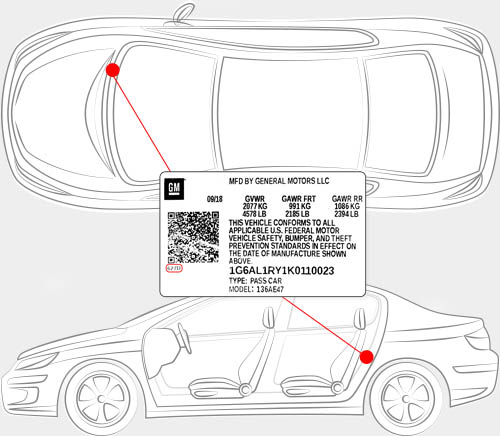 GM
MFD BY GENERAL MOTORS LLC
09/18 GVWR GAWR FRT GAWR RR
2077 KG 991 KG 1086 KG
4578 LB 2185 LB 2394 LB
THIS VEHICLE CONFORMS TO ALL
APPLICABLE U.S. FEDERAL MOTOR
VEHICLE SAFETY, BUMPER, AND THEFT
PREVENTION STANDARDS IN EFFECT ON
THE DATE OF MANUFACTURE SHOWN
ABOVE.
1G6AL1RY1K0110023
TYPE: PASS CAR
MODEL: 136AE47